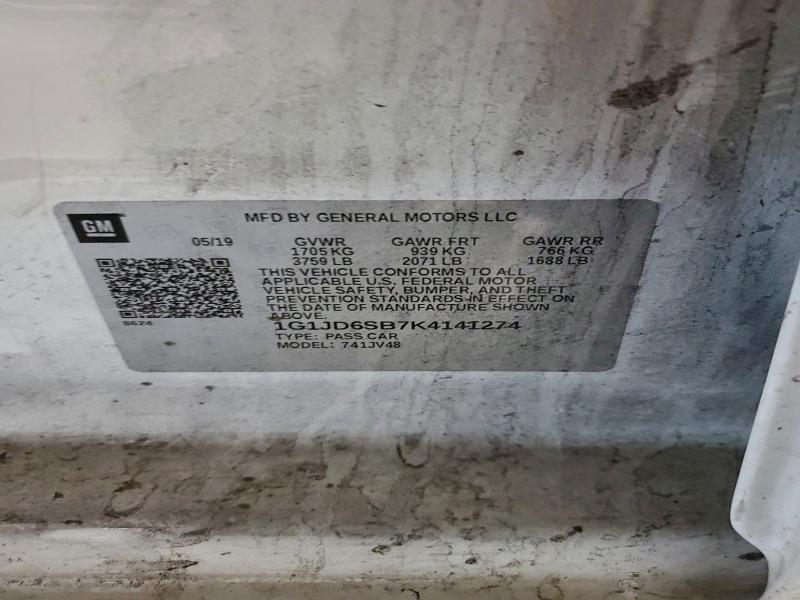 GM
MFD BY GENERAL MOTORS LLC
05/19 GVWR GAWR FRT GAWR RR
1705 KG 939 KG 766 KG
3759 LB 2071 LB 1688 LB
THIS VEHICLE CONFORMS TO ALL
APPLICABLE U.S. FEDERAL MOTOR
VEHICLE SAFETY, BUMPER, AND THEFT
PREVENTION STANDARDS IN EFFECT ON
THE DATE OF MANUFACTURE SHOWN
ABOVE.
8624
1G1JD6SB7K4141274
TYPE: PASS CAR
MODEL: 741JV48